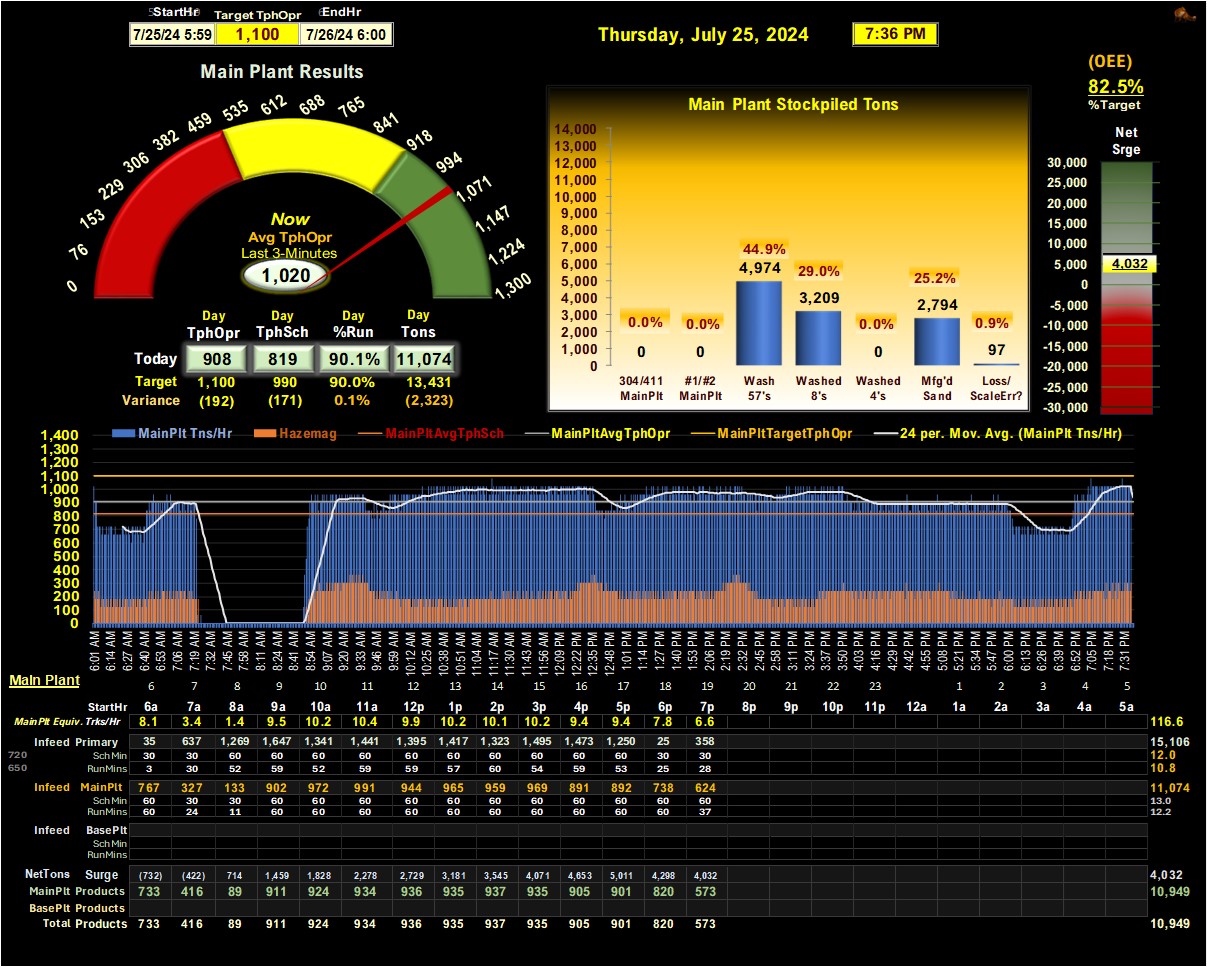 StartHr Target TphOpr EndHr
7/25/24 5:59 1,100 7/26/24 6:00
Thursday, July 25, 2024 7:36 PM
(OEE)
82.5%
%Target
Main Plant Results
0 76 153 229 306 382 459 535 612 688 765 841 918 994 1,071 1,147 1,224 1,300
Now
Avg TphOpr
Last 3-Minutes
1,020
Day Day Day Day
TphOpr TphSch %Run Tons
Today 908 819 90.1% 11,074
Target 1,100 990 90.0% 13,431
Variance (192) (171) 0.1% (2,323)
Main Plant Stockpiled Tons
14,000
13,000
12,000
11,000
10,000
9,000
8,000
7,000
6,000
5,000
4,000
3,000
2,000
1,000
0
0.0% 0.0% 44.9% 29.0% 0.0% 25.2% 0.9%
0 0 4,974 3,209 0 2,794 97
304/411 #1/#2 Wash Washed Washed Mfg'd Loss/
MainPlt MainPlt 57's 8's 4's Sand ScaleErr?
Net
Srge
30,000
25,000
20,000
15,000
10,000
5,000
0
-5,000
-10,000
-15,000
-20,000
-25,000
-30,000
4,032
MainPlt Tns/Hr Hazemag MainPltAvgTphSch MainPltAvgTphOpr MainPltTargetTphOpr 24 per. Mov. Avg. (MainPlt Tns/Hr)
1,400
1,300
1,200
1,100
1,000
900
800
700
600
500
400
300
200
100
0
6:01 AM 6:14 AM 6:27 AM 6:40 AM 6:53 AM 7:06 AM 7:19 AM 7:32 AM 7:45 AM 7:58 AM 8:11 AM 8:24 AM 8:41 AM 8:54 AM 9:07 AM 9:20 AM 9:33 AM 9:46 AM 9:59 AM 10:12 AM 10:25 AM 10:38 AM 10:51 AM 11:04 AM 11:17 AM 11:30 AM 11:43 AM 11:56 AM 12:09 PM 12:22 PM 12:35 PM 12:48 PM 1:01 PM 1:14 PM 1:27 PM 1:40 PM 1:53 PM 2:06 PM 2:19 PM 2:32 PM 2:45 PM 2:58 PM 3:11 PM 3:24 PM 3:37 PM 3:50 PM 4:03 PM 4:16 PM 4:29 PM 4:42 PM 4:55 PM 5:08 PM 5:21 PM 5:34 PM 5:47 PM 6:00 PM 6:13 PM 6:26 PM 6:39 PM 6:52 PM 7:05 PM 7:18 PM 7:31 PM
Main Plant
6 7 8 9 10 11 12 13 14 15 16 17 18 19 20 21 22 23 1 2 3 4 5
StartHr 6a 7a 8a 9a 10a 11a 12p 1p 2p 3p 4p 5p 6p 7p 8p 9p 10p 11p 12a 1a 2a 3a 4a 5a
MainPlt Equiv. Trks/Hr 8.1 3.4 1.4 9.5 10.2 10.4 9.9 10.2 10.1 10.2 9.4 9.4 7.8 6.6 116.6
Infeed Primary 35 637 1,269 1,647 1,341 1,441 1,395 1,417 1,323 1,495 1,473 1,250 25 358 15,106
720 SchMin 30 30 60 60 60 60 60 60 60 60 60 60 30 30 12.0
650 RunMins 3 30 52 59 52 59 59 57 60 54 59 53 25 28 10.8
Infeed MainPlt 767 327 133 902 972 991 944 965 959 969 891 892 738 624 11,074
SchMin 60 30 30 60 60 60 60 60 60 60 60 60 60 60 13.0
RunMins 60 24 11 60 60 60 60 60 60 60 60 60 60 37 12.2
Infeed BasePlt
SchMin
RunMins
NetTons Surge (732) (422) 714 1,459 1,828 2,278 2,729 3,181 3,545 4,071 4,653 5,011 4,298 4,032 4,032
MainPlt Products 733 416 89 911 924 934 936 935 937 935 905 901 820 573 10,949
BasePlt Products
Total Products 733 416 89 911 924 934 936 935 937 935 905 901 820 573 10,949